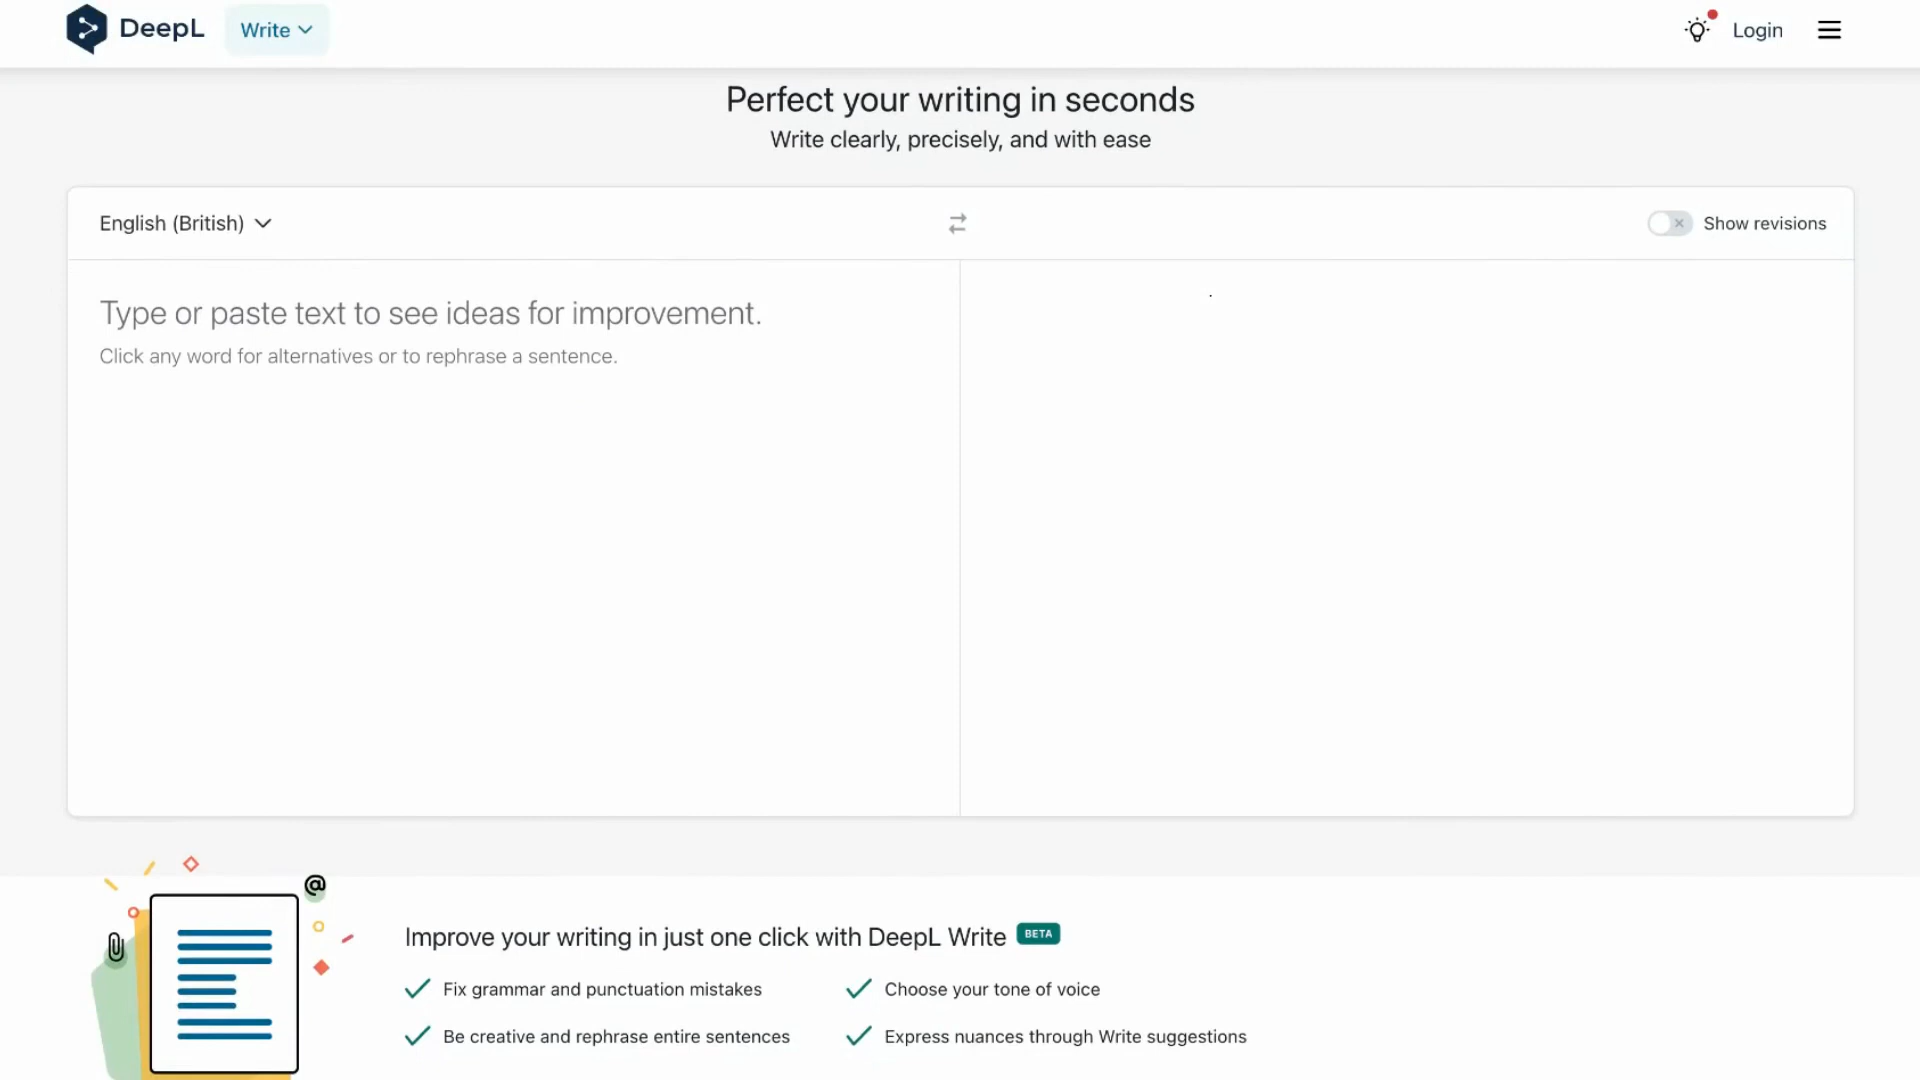 DeepL
Write
Login
Perfect your writing in seconds
Write clearly, precisely, and with ease
English (British)
Show revisions
Type or paste text to see ideas for improvement.
Click any word for alternatives or to rephrase a sentence.
@
Improve your writing in just one click with DeepL Write BETA
Fix grammar and punctuation mistakes
Choose your tone of voice
Be creative and rephrase entire sentences
Express nuances through Write suggestions